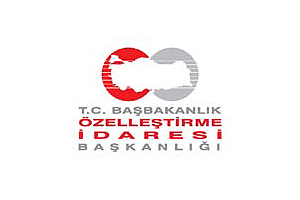 T.C. BAŞBAKANLIK
ÖZELLEŞTİRME
İDARESİ
BAŞKANLIĞI